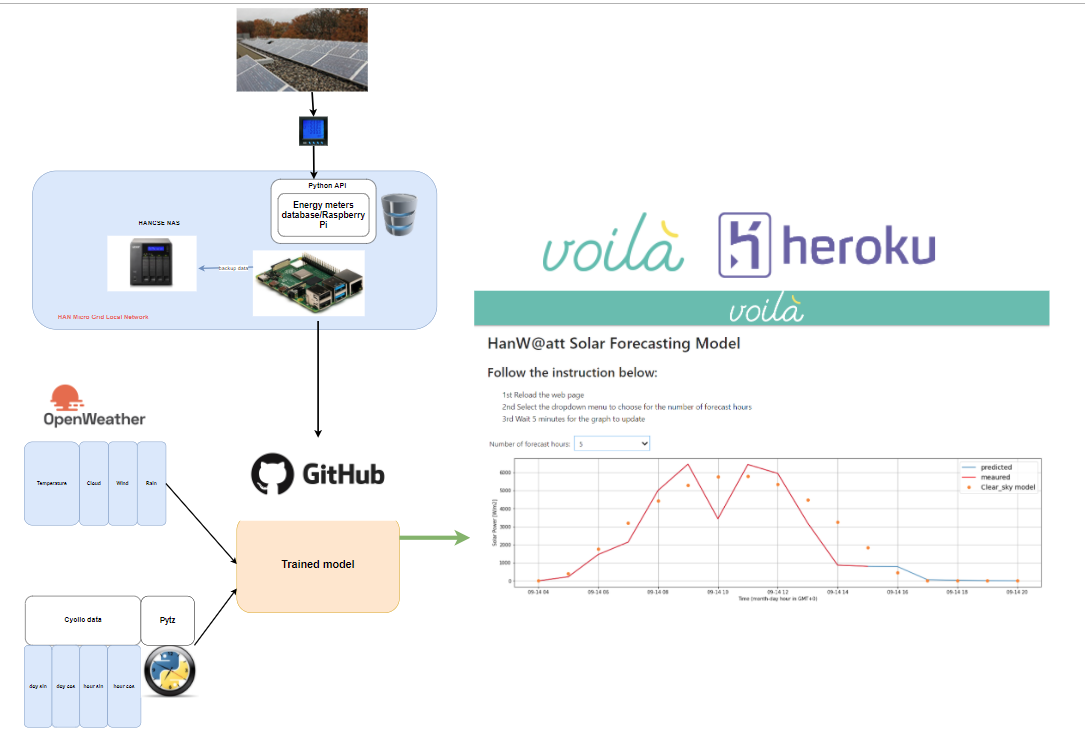 Python API
Energy meters
database/Raspberry
Pi
HANCSE NAS
backup data
HAN Micro Grid Local Network
OpenWeather
Temperature
Cloud
Wind
Rain
GitHub
Trained model
Cyollo data
Pytz
day sin
day cos
hour sin
hour cos
voilà
heroku
voilà
HanW@att Solar Forecasting Model
Follow the instruction below:
1st Reload the web page
2nd Select the dropdown menu to choose for the number of forecast hours
3rd Wait 5 minutes for the graph to update
Number of forecast hours:
5
predicted
meaured
Clear_sky model
Solar Power [W/m2]
6000
5000
4000
3000
2000
1000
0
09-14 04
09-14 06
09-14 08
09-14 10
09-14 12
09-14 14
09-14 16
09-14 18
09-14 20
Time (month-day hour in GMT+0)